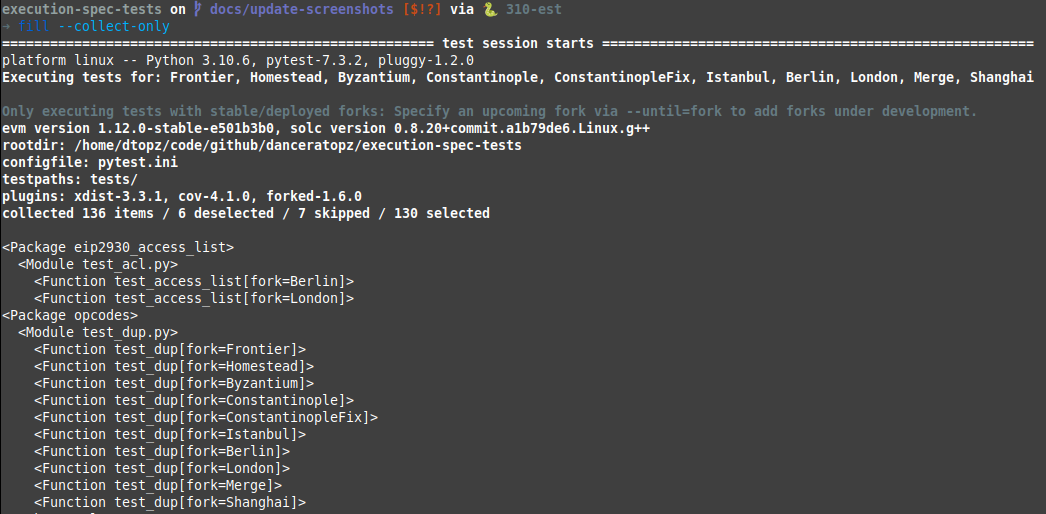 execution-spec-tests on docs/update-screenshots [$!?] via 🐍 310-est
→ fill --collect-only
====================================================== test session starts ======================================================
platform linux -- Python 3.10.6, pytest-7.3.2, pluggy-1.2.0
Executing tests for: Frontier, Homestead, Byzantium, Constantinople, ConstantinopleFix, Istanbul, Berlin, London, Merge, Shanghai
Only executing tests with stable/deployed forks: Specify an upcoming fork via --until=fork to add forks under development.
evm version 1.12.0-stable-e501b3b0, solc version 0.8.20+commit.a1b79de6.Linux.g++
rootdir: /home/dtopz/code/github/danceratopz/execution-spec-tests
configfile: pytest.ini
testpaths: tests/
plugins: xdist-3.3.1, cov-4.1.0, forked-1.6.0
collected 136 items / 6 deselected / 7 skipped / 130 selected
<Package eip2930_access_list>
<Module test_acl.py>
<Function test_access_list[fork=Berlin]>
<Function test_access_list[fork=London]>
<Package opcodes>
<Module test_dup.py>
<Function test_dup[fork=Frontier]>
<Function test_dup[fork=Homestead]>
<Function test_dup[fork=Byzantium]>
<Function test_dup[fork=Constantinople]>
<Function test_dup[fork=ConstantinopleFix]>
<Function test_dup[fork=Istanbul]>
<Function test_dup[fork=Berlin]>
<Function test_dup[fork=London]>
<Function test_dup[fork=Merge]>
<Function test_dup[fork=Shanghai]>